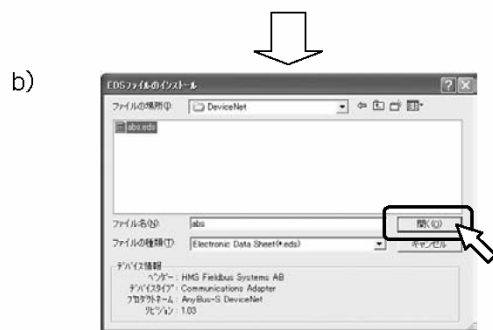 b)
EDSファイルのインストール
ファイルの場所(I): DeviceNet
abs.eds
ファイル名(N): abs 開く(O)
ファイルの種類(T): Electronic Data Sheet(*.eds) キャンセル
デバイス情報
ベンダー : HMS Fieldbus Systems AB
デバイスタイプ : Communications Adapter
プロダクトネーム : AnyBus-S DeviceNet
リビジョン : 1.03